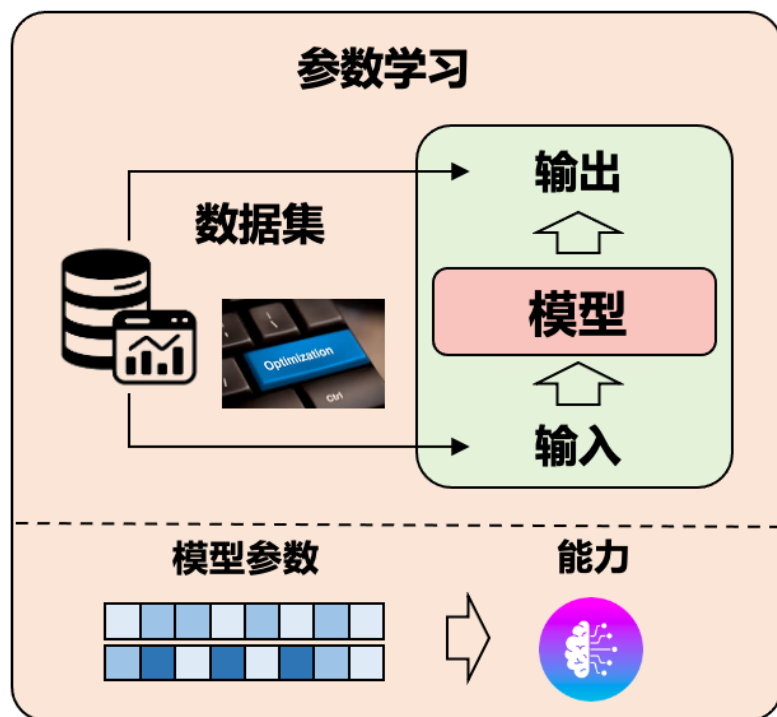 参数学习
输出
数据集
模型
Optimization
Ctrl
输入
模型参数
能力